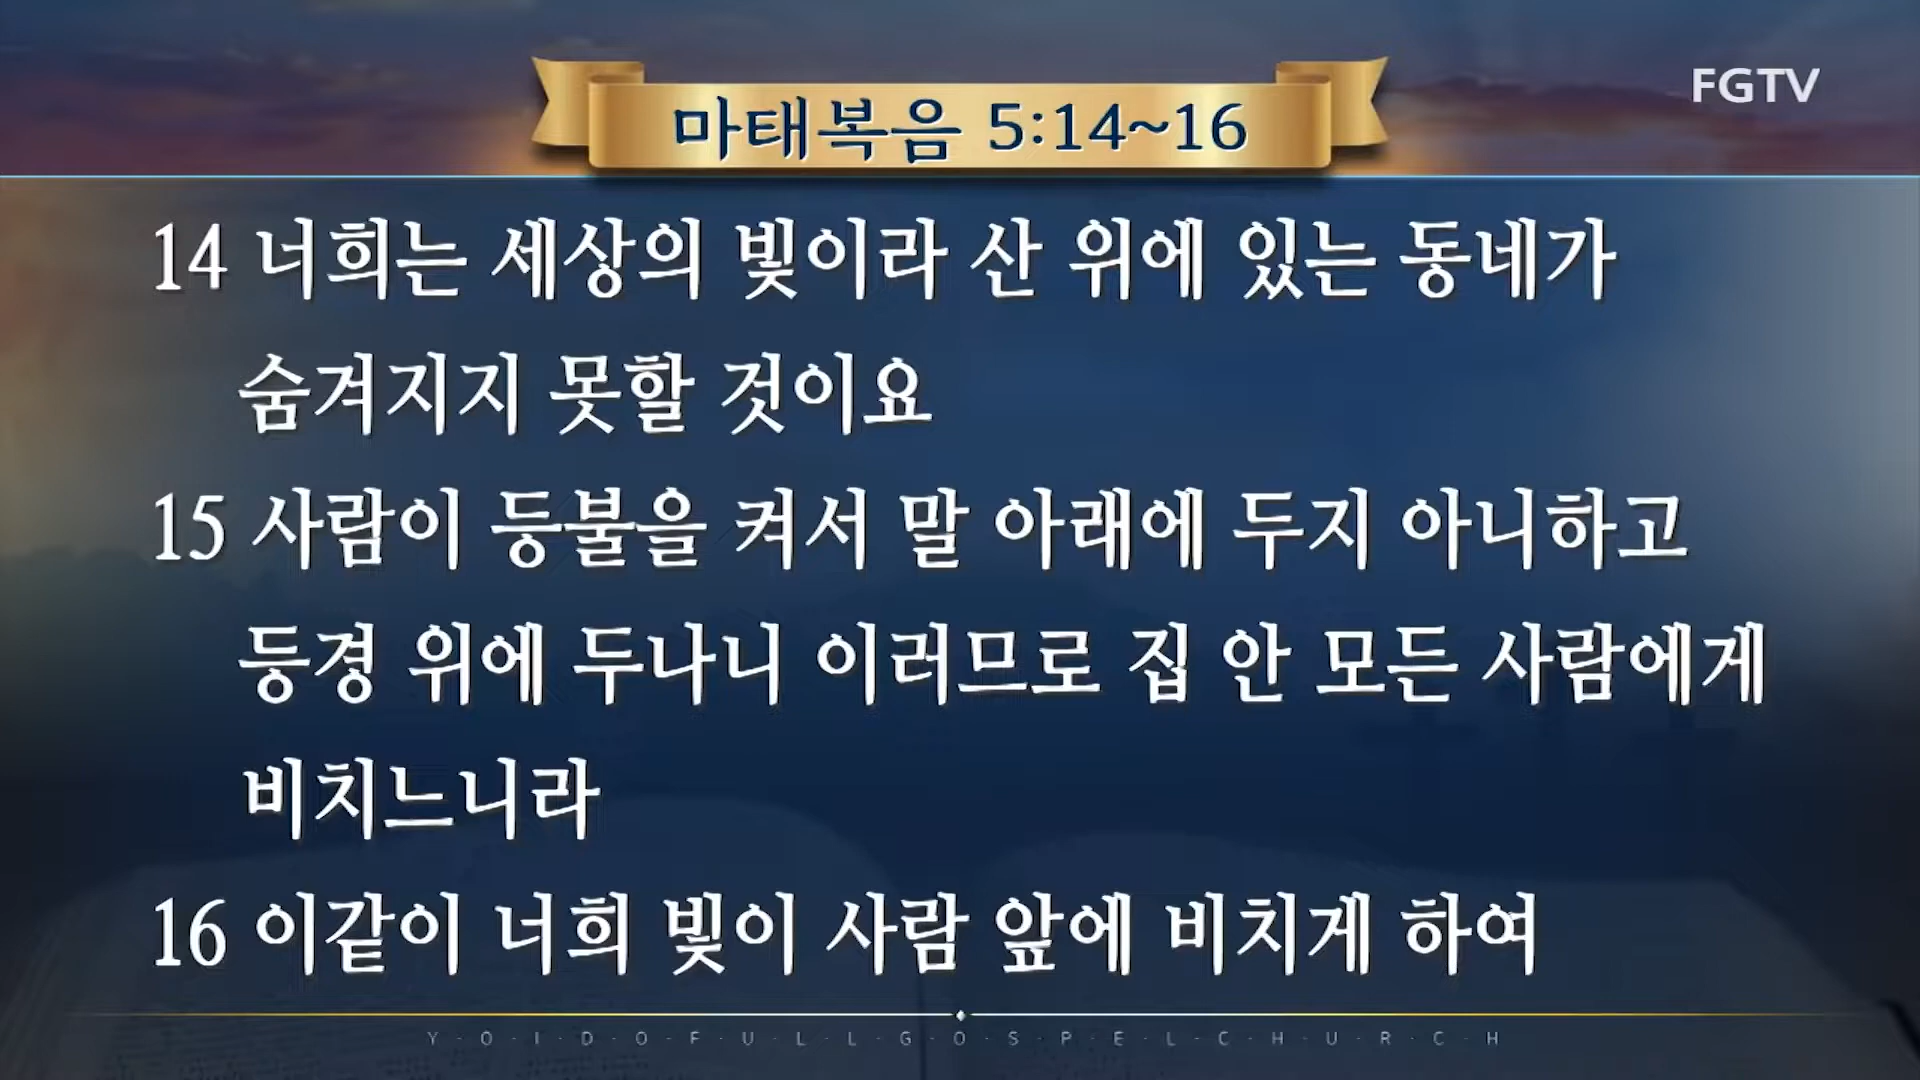 마태복음 5:14~16
FGTV
14 너희는 세상의 빛이라 산 위에 있는 동네가
숨겨지지 못할 것이요
15 사람이 등불을 켜서 말 아래에 두지 아니하고
등경 위에 두나니 이러므로 집 안 모든 사람에게
비치느니라
16 이같이 너희 빛이 사람 앞에 비치게 하여
Y·O·I·D·O·F·U·L·L·G·O·S·P·E·L·C·H·U·R·C·H